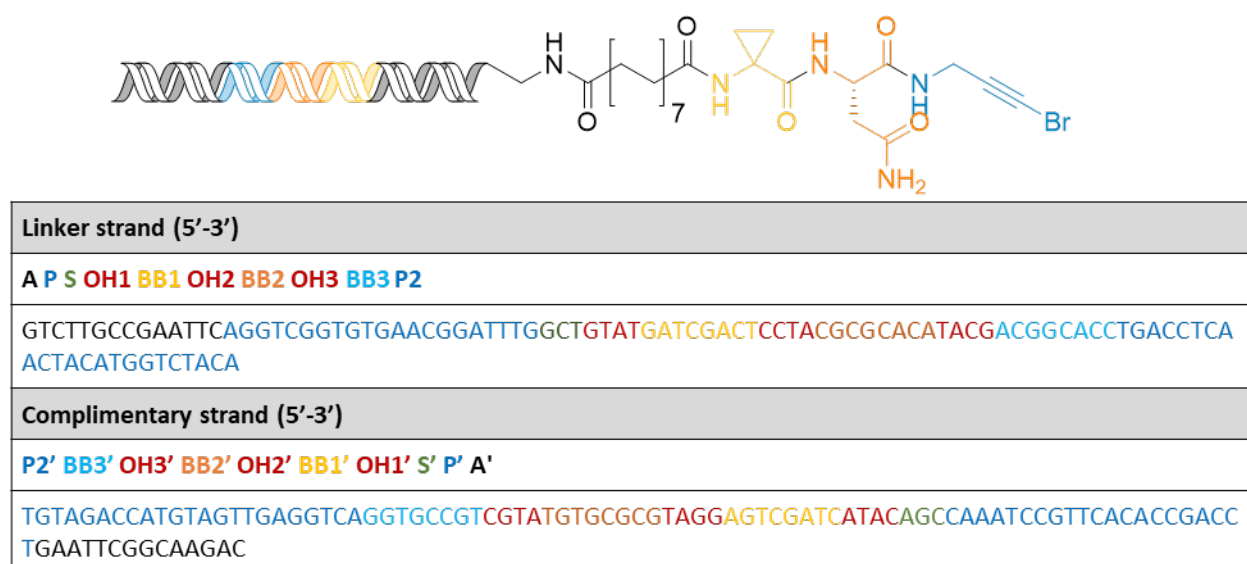 H
N
O
7
O
N
H
O
H
N
O
O
NH2
N
H
Br
Linker strand (5’-3’)
A P S OH1 BB1 OH2 BB2 OH3 BB3 P2
GTCTTGCCGAATTCAGGTCGGTGTGAACGGATTTGGCTGTATGATCGACTCCTACGCGCACATACGACGGCACCTGACCTCA
ACTACATGGTCTACA
Complimentary strand (5’-3’)
P2’ BB3’ OH3’ BB2’ OH2’ BB1’ OH1’ S’ P’ A'
TGTAGACCATGTAGTTGAGGTCAGGTGCCGTCGTATGTGCGCGTAGGAGTCGATCATACAGCCAAATCCGTTCACACCGACC
TGAATTCGGCAAGAC